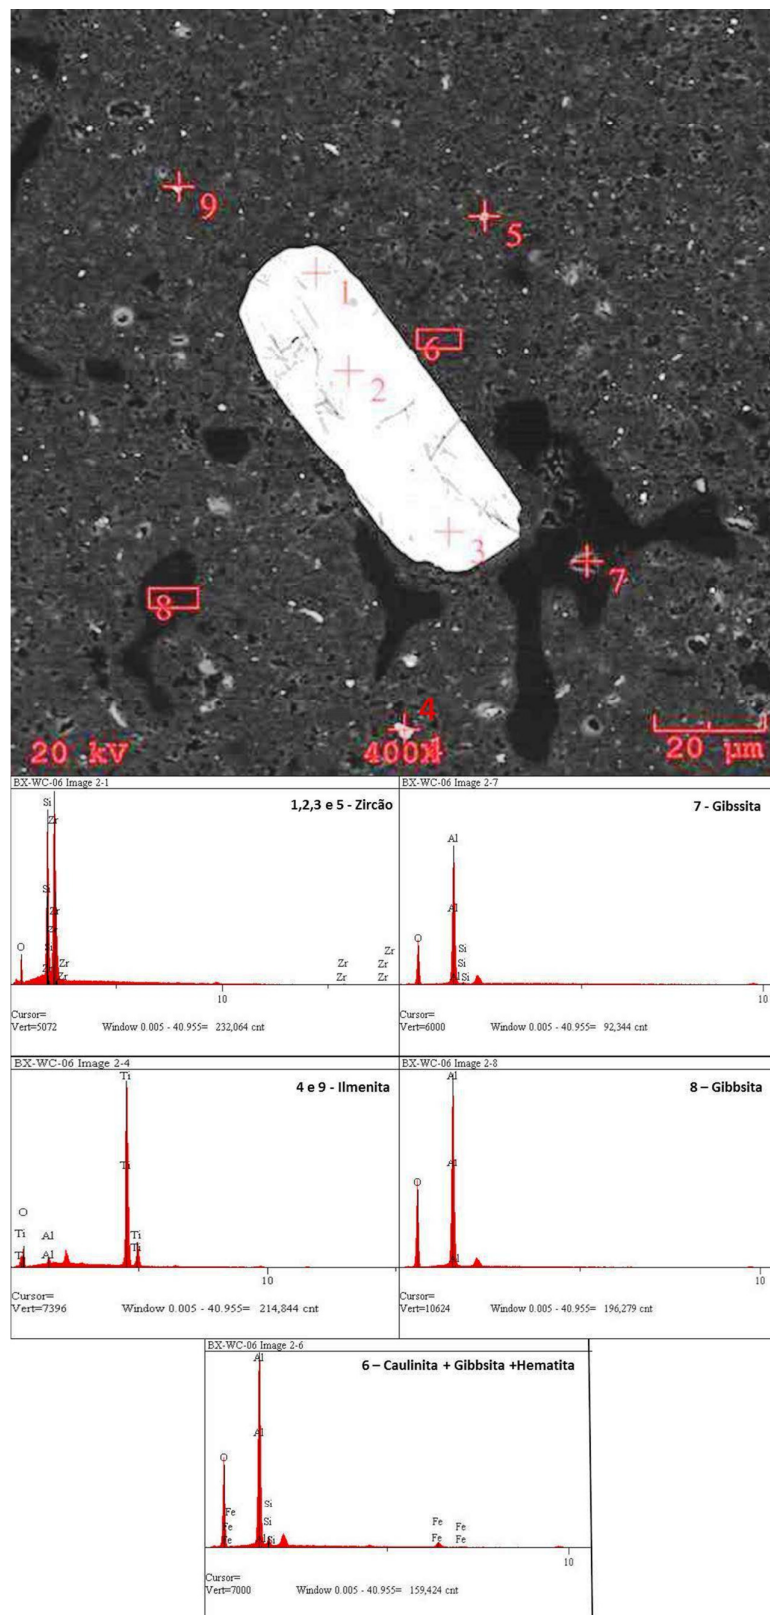 9
5
1
6
2
3
7
8
4
20 kV
20 µm
BX-WC-06 Image 2-1
1,2,3 e 5 - Zircão
Si
Zr
Si
Zr
Zr
Si
Zr
Zr
Zr
O
Zr
Zr
Zr
Zr
Zr
10
Cursor=
Vert=5072 Window 0.005 - 40.955= 232,064 cnt
BX-WC-06 Image 2-7
7 - Gibssita
Al
Al
O
Si
Si
Al
Si
10
Cursor=
Vert=6000 Window 0.005 - 40.955= 92,344 cnt
BX-WC-06 Image 2-4
4 e 9 - Ilmenita
Ti
Ti
O
Ti
Al
Ti
Ti
Al
Ti
10
Cursor=
Vert=7396 Window 0.005 - 40.955= 214,844 cnt
BX-WC-06 Image 2-8
8 – Gibbsita
Al
Al
O
Al
10
Cursor=
Vert=10624 Window 0.005 - 40.955= 196,279 cnt
BX-WC-06 Image 2-6
6 – Caulinita + Gibbsita +Hematita
Al
Al
O
Si
Fe
Si
Fe
Fe
Fe
Fe
Fe
Fe
Al
Si
10
Cursor=
Vert=7000 Window 0.005 - 40.955= 159,424 cnt